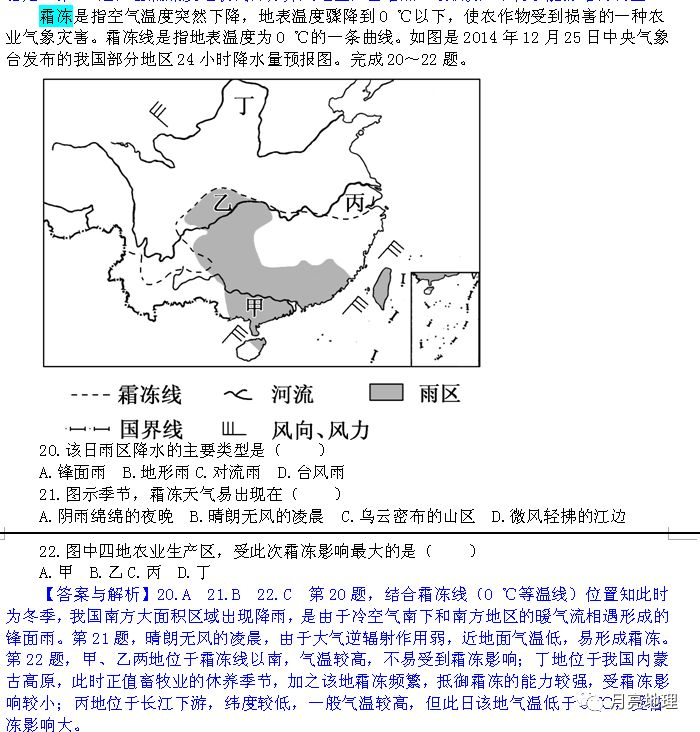 霜冻是指空气温度突然下降，地表温度骤降到0 ℃以下，使农作物受到损害的一种农
业气象灾害。霜冻线是指地表温度为0 ℃的一条曲线。如图是2014年12月25日中央气象
台发布的我国部分地区24小时降水量预报图。完成20～22题。
丁
乙
丙
甲
霜冻线 河流 雨区
国界线 风向、风力
20.该日雨区降水的主要类型是（ ）
A.锋面雨 B.地形雨 C.对流雨 D.台风雨
21.图示季节，霜冻天气易出现在（ ）
A.阴雨绵绵的夜晚 B.晴朗无风的凌晨 C.乌云密布的山区 D.微风轻拂的江边
22.图中四地农业生产区，受此次霜冻影响最大的是（ ）
A.甲 B.乙 C.丙 D.丁
【答案与解析】20.A 21.B 22.C 第20题，结合霜冻线（0 ℃等温线）位置知此时
为冬季，我国南方大面积区域出现降雨，是由于冷空气南下和南方地区的暖气流相遇形成的
锋面雨。第21题，晴朗无风的凌晨，由于大气逆辐射作用弱，近地面气温低，易形成霜冻。
第22题，甲、乙两地位于霜冻线以南，气温较高，不易受到霜冻影响；丁地位于我国内蒙
古高原，此时正值畜牧业的休养季节，加之该地霜冻频繁，抵御霜冻的能力较强，受霜冻影
响较小；丙地位于长江下游，纬度较低，一般气温较高，但此日该地气温低于
冻影响大。
月亮地理